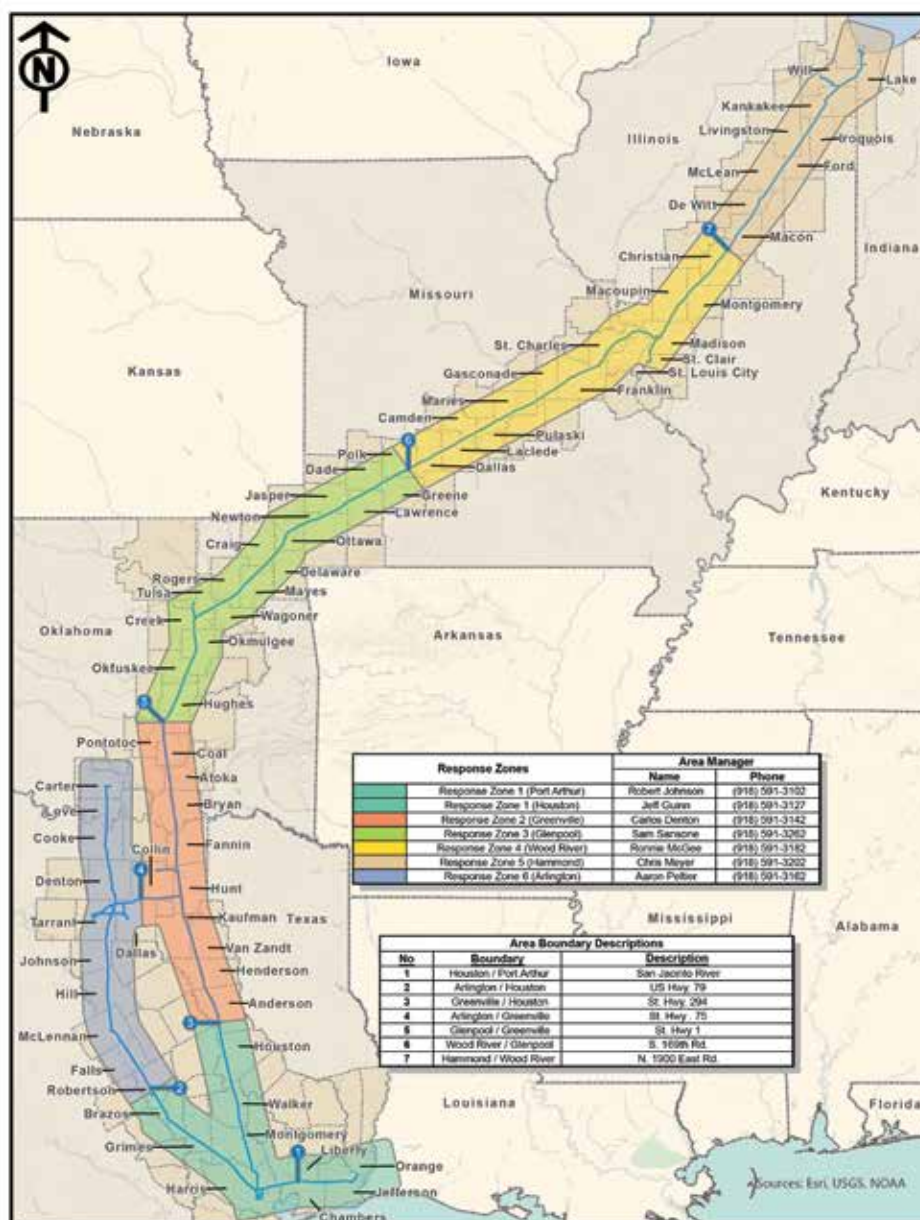 N
Iowa
Nebraska
Will
Lake
Kankakee
Illinois
Livingston
Iroquois
McLean
Ford
De Witt
7
Macon
Indiana
Christian
Missouri
Macoupin
Montgomery
St. Charles
Madison
Kansas
Gasconade
St. Clair
St. Louis City
Maries
Franklin
Camden
6
Polk
Pulaski
Laclede
Dade
Dallas
Kentucky
Jasper
Greene
Newton
Lawrence
Craig
Ottawa
Rogers
Delaware
Tulsa
Mayes
Creek
Wagoner
Oklahoma
Arkansas
Tennessee
Okmulgee
Okfuskee
5
Hughes
Pontotoc
Coal
Carter
Atoka
Love
Bryan
Cooke
Collin
Fannin
4
Denton
Hunt
Tarrant
Kaufman
Texas
Mississippi
Alabama
Dallas
Van Zandt
Johnson
Henderson
Hill
Anderson
3
McLennan
Houston
Falls
Robertson
2
Brazos
Walker
Louisiana
Florida
Grimes
Montgomery
1
Liberty
Orange
Harris
Jefferson
Chambers
Response Zones Area Manager
Name Phone
Response Zone 1 (Port Arthur) Robert Johnson (918) 591-3102
Response Zone 1 (Houston) Jeff Guinn (918) 591-3127
Response Zone 2 (Greenville) Carlos Denton (918) 591-3142
Response Zone 3 (Glenpool) Sam Sansone (918) 591-3262
Response Zone 4 (Wood River) Ronnie McGee (918) 591-3182
Response Zone 5 (Hammond) Chris Meyer (918) 591-3202
Response Zone 6 (Arlington) Aaron Peltier (918) 591-3162
Area Boundary Descriptions
No Boundary Description
1 Houston / Port Arthur San Jacinto River
2 Arlington / Houston US Hwy. 79
3 Greenville / Houston St. Hwy. 294
4 Arlington / Greenville St. Hwy . 75
5 Glenpool / Greenville St. Hwy 1
6 Wood River / Glenpool S. 169th Rd.
7 Hammond / Wood River N. 1900 East Rd.
Sources: Esri, USGS, NOAA